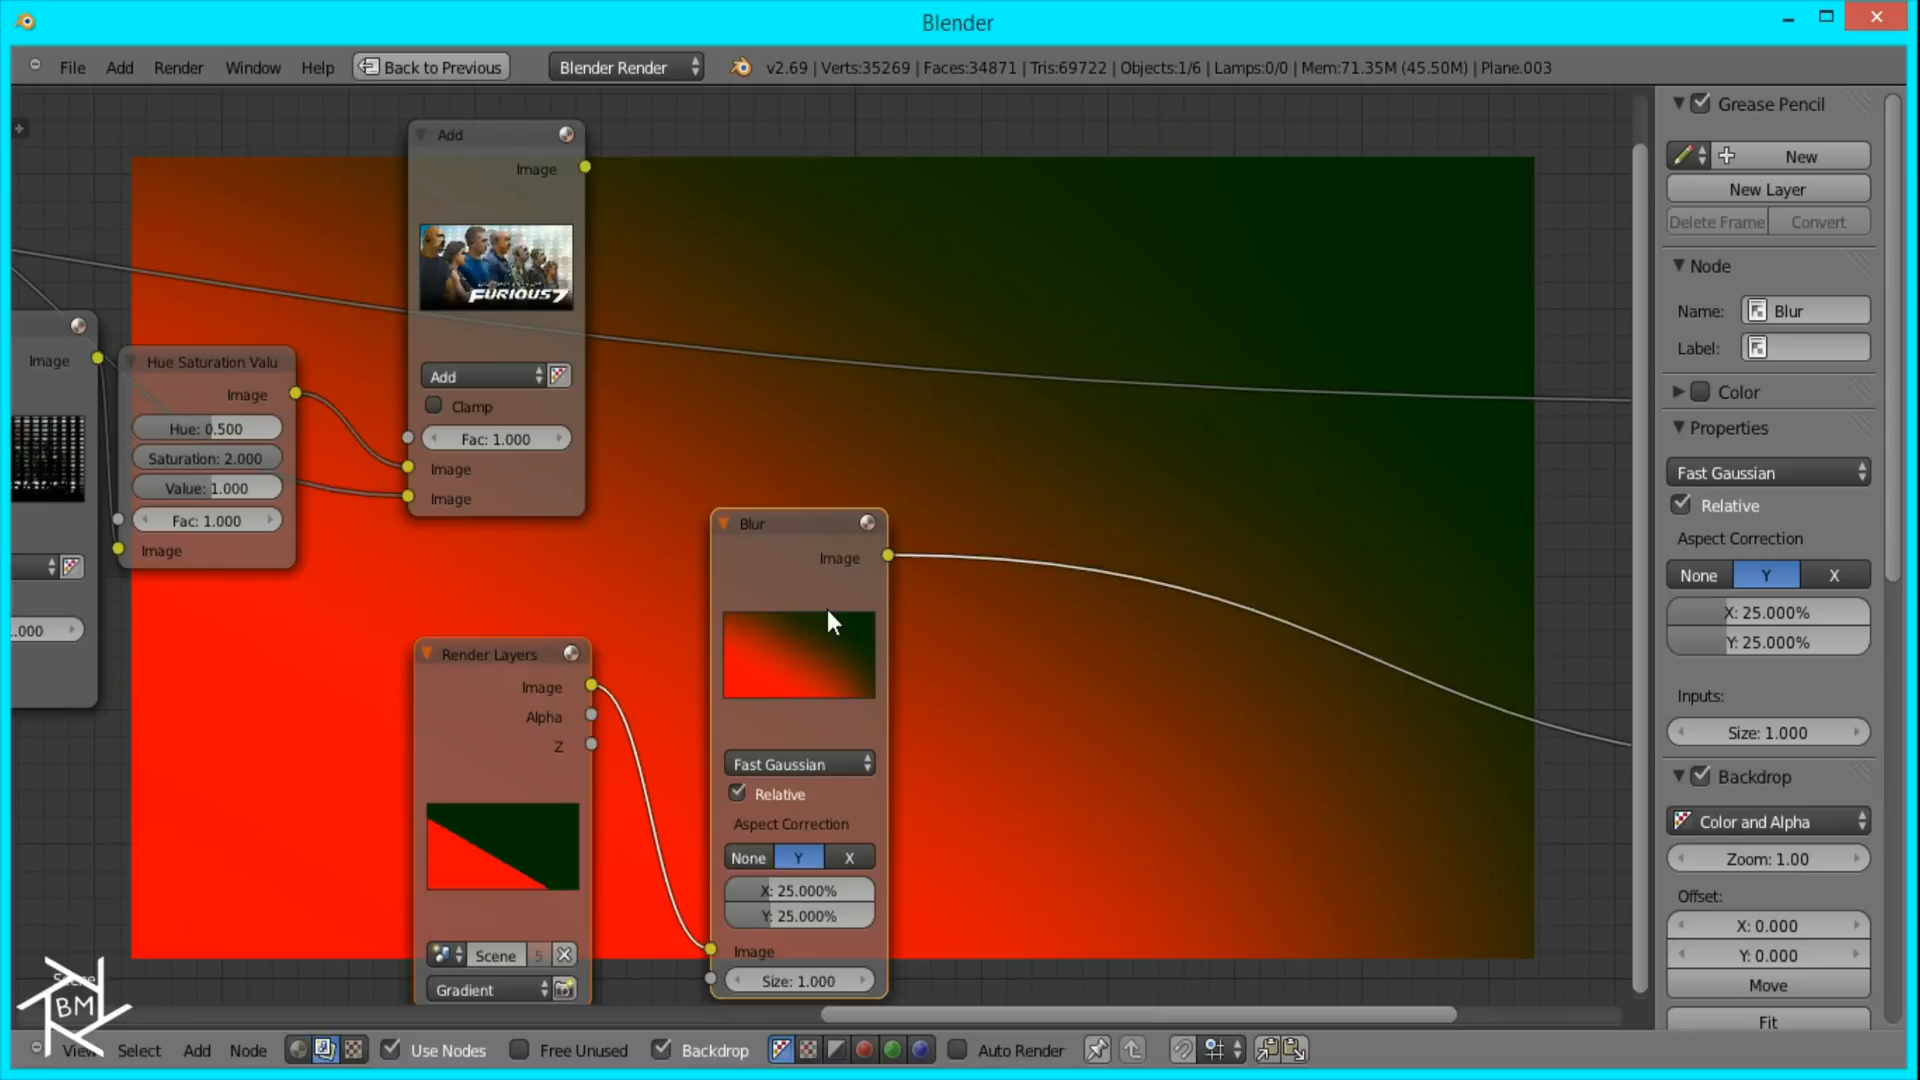 Blender
File Add Render Window Help Back to Previous Blender Render v2.69 | Verts:35269 | Faces:34871 | Tris:69722 | Objects:1/6 | Lamps:0/0 | Mem:71.35M (45.50M) | Plane.003
Add
Image
FURIOUS 7
Add
Clamp
Fac: 1.000
Image
Image
Image
.000
Hue Saturation Valu
Image
Hue: 0.500
Saturation: 2.000
Value: 1.000
Fac: 1.000
Image
Render Layers
Image
Alpha
Z
Scene 5
Gradient
Blur
Image
Fast Gaussian
Relative
Aspect Correction
None Y X
X: 25.000%
Y: 25.000%
Image
Size: 1.000
Grease Pencil
New
New Layer
Delete Frame Convert
Node
Name: Blur
Label:
Color
Properties
Fast Gaussian
Relative
Aspect Correction
None Y X
X: 25.000%
Y: 25.000%
Inputs:
Size: 1.000
Backdrop
Color and Alpha
Zoom: 1.00
Offset:
X: 0.000
Y: 0.000
Move
Fit
BM
View Select Add Node Use Nodes Free Unused Backdrop Auto Render